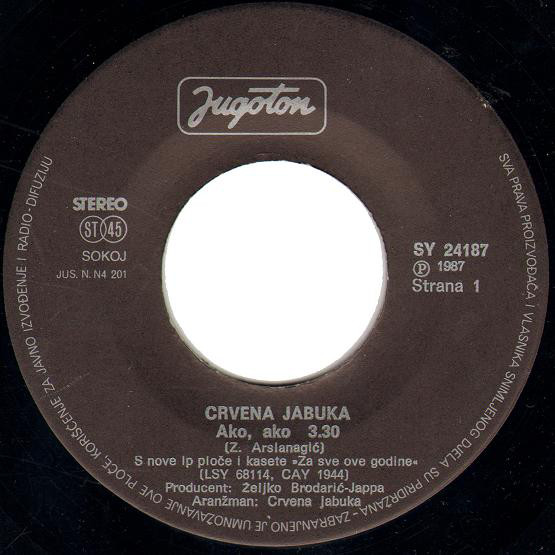 Jugoton
STEREO
ST 45
SOKOJ
JUS. N. N4 201
SY 24187
Ⓟ 1987
Strana 1
CRVENA JABUKA
Ako, ako 3.30
(Z. Arslanagić)
S nove lp ploče i kasete »Za sve ove godine«
(LSY 68114, CAY 1944)
Producent: Željko Brodarić-Jappa
Aranžman: Crvena jabuka
SVA PRAVA PROIZVOĐAČA I VLASNIKA SNIMLJENOG DJELA SU PRIDRŽANA - ZABRANJENO JE UMNOŽAVANJE OVE PLOČE, KORIŠĆENJE ZA JAVNO IZVOĐENJE I RADIO-DIFUZIJU